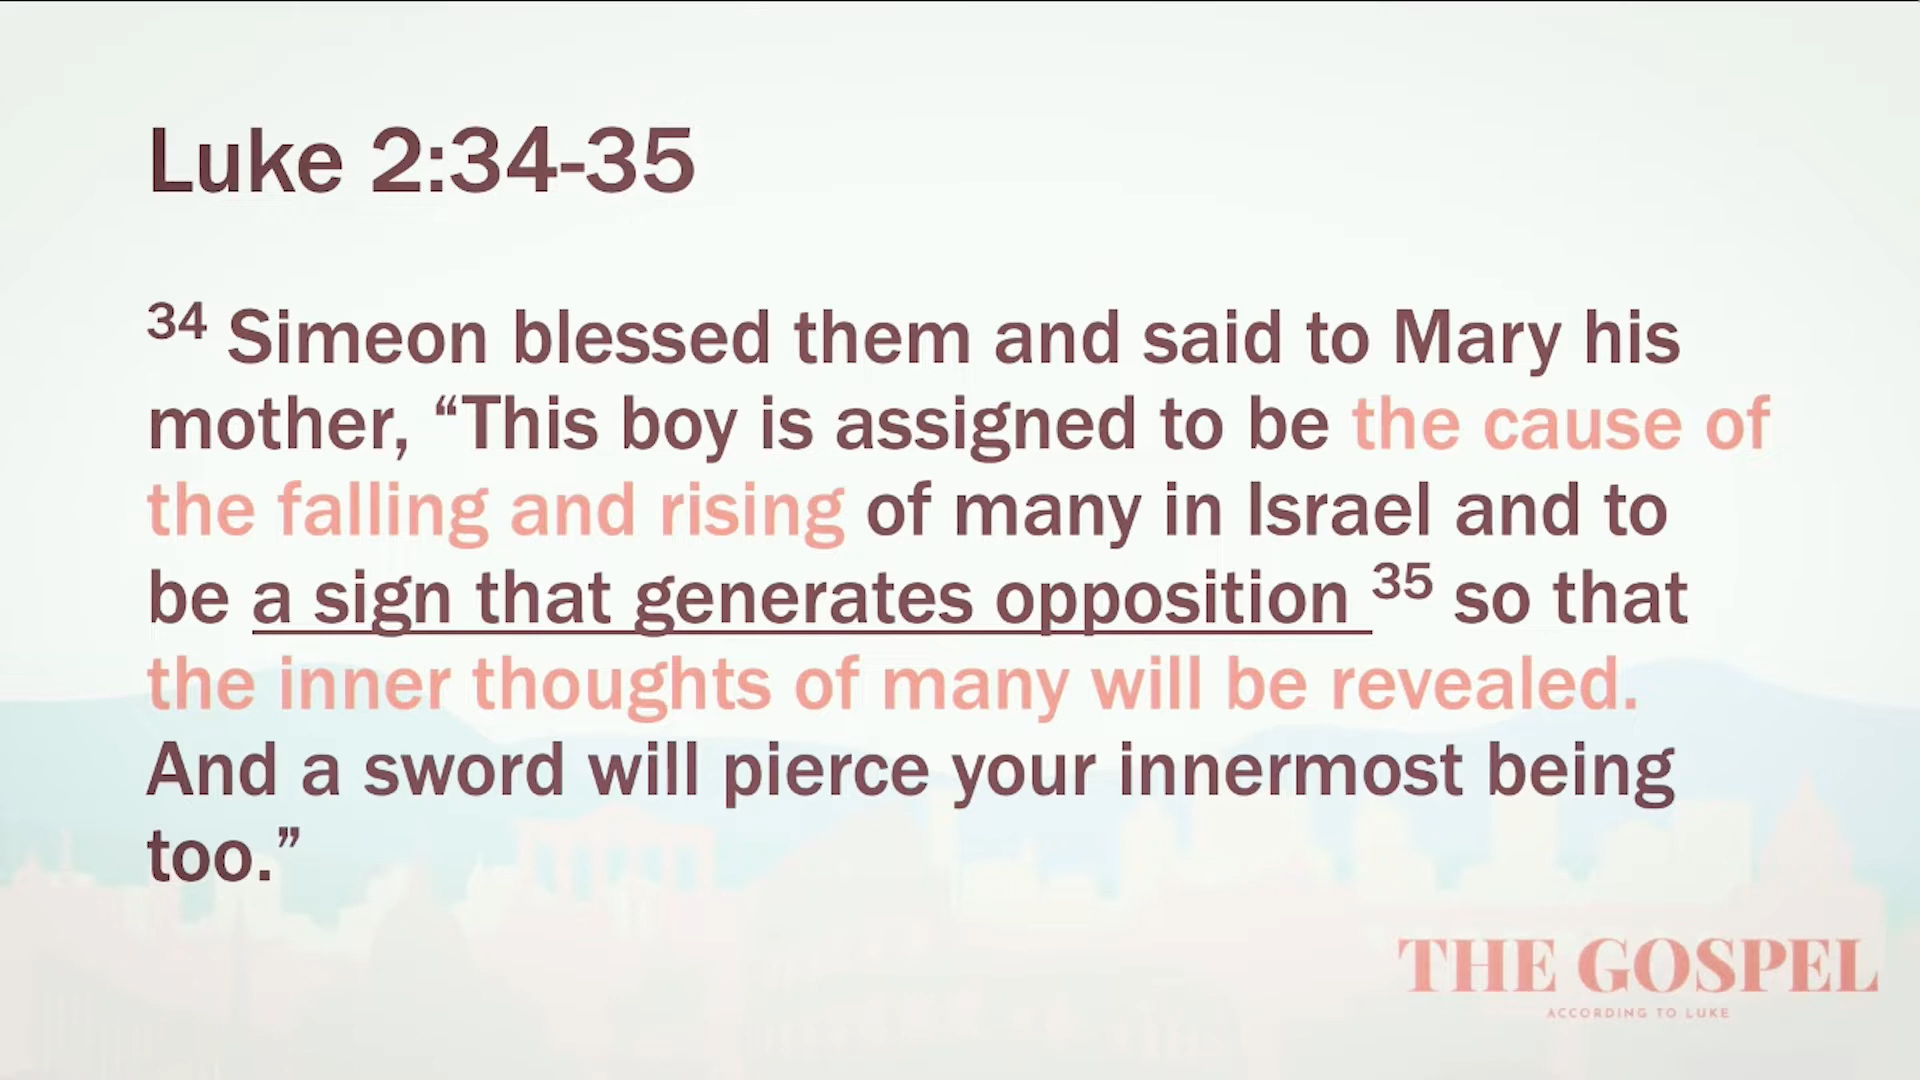 Luke 2:34-35
34 Simeon blessed them and said to Mary his
mother, “This boy is assigned to be the cause of
the falling and rising of many in Israel and to
be a sign that generates opposition 35 so that
the inner thoughts of many will be revealed.
And a sword will pierce your innermost being
too.”
THE GOSPEL
ACCORDING TO LUKE